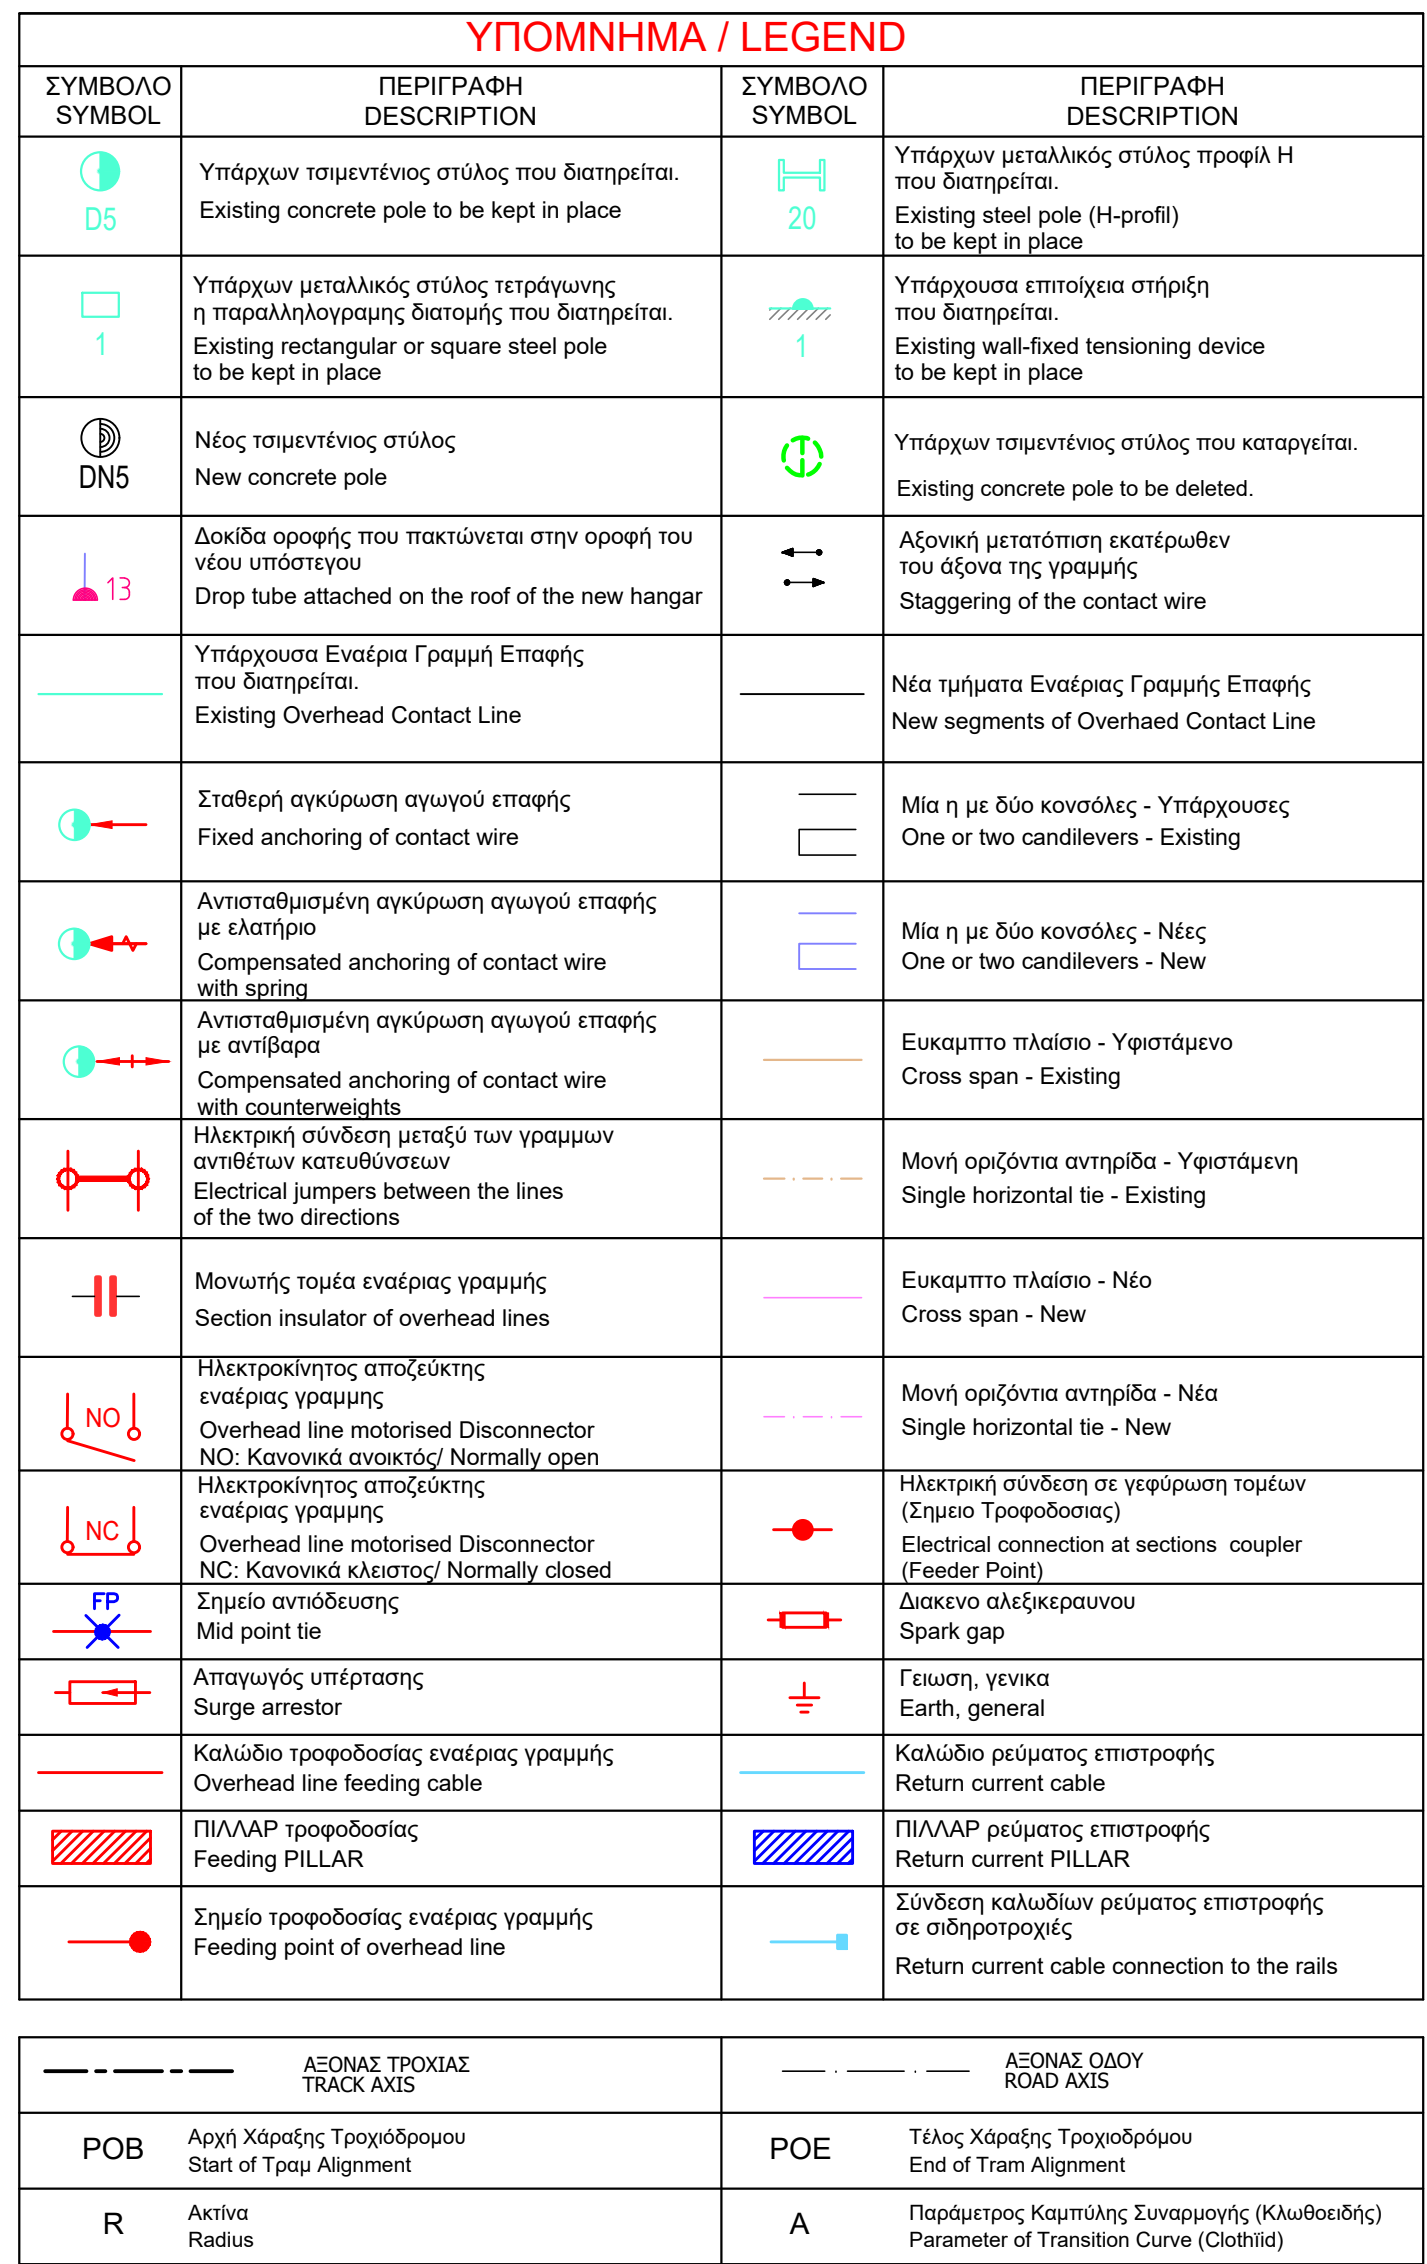 ΥΠΟΜΝΗΜΑ / LEGEND
ΣΥΜΒΟΛΟ
SYMBOL
ΠΕΡΙΓΡΑΦΗ
DESCRIPTION
ΣΥΜΒΟΛΟ
SYMBOL
ΠΕΡΙΓΡΑΦΗ
DESCRIPTION
D5
Υπάρχων τσιμεντένιος στύλος που διατηρείται.
Existing concrete pole to be kept in place
20
Υπάρχων μεταλλικός στύλος προφίλ Η
που διατηρείται.
Existing steel pole (H-profil)
to be kept in place
1
Υπάρχων μεταλλικός στύλος τετράγωνης
η παραλληλογραμης διατομής που διατηρείται.
Existing rectangular or square steel pole
to be kept in place
1
Υπάρχουσα επιτοίχεια στήριξη
που διατηρείται.
Existing wall-fixed tensioning device
to be kept in place
DN5
Νέος τσιμεντένιος στύλος
New concrete pole
Υπάρχων τσιμεντένιος στύλος που καταργείται.
Existing concrete pole to be deleted.
13
Δοκίδα οροφής που πακτώνεται στην οροφή του
νέου υπόστεγου
Drop tube attached on the roof of the new hangar
Αξονική μετατόπιση εκατέρωθεν
του άξονα της γραμμής
Staggering of the contact wire
Υπάρχουσα Εναέρια Γραμμή Επαφής
που διατηρείται.
Existing Overhead Contact Line
Νέα τμήματα Εναέριας Γραμμής Επαφής
New segments of Overhaed Contact Line
Σταθερή αγκύρωση αγωγού επαφής
Fixed anchoring of contact wire
Μία η με δύο κονσόλες - Υπάρχουσες
One or two candilevers - Existing
Αντισταθμισμένη αγκύρωση αγωγού επαφής
με ελατήριο
Compensated anchoring of contact wire
with spring
Μία η με δύο κονσόλες - Νέες
One or two candilevers - New
Αντισταθμισμένη αγκύρωση αγωγού επαφής
με αντίβαρα
Compensated anchoring of contact wire
with counterweights
Ευκαμπτο πλαίσιο - Υφιστάμενο
Cross span - Existing
Ηλεκτρική σύνδεση μεταξύ των γραμμων
αντιθέτων κατευθύνσεων
Electrical jumpers between the lines
of the two directions
Μονή οριζόντια αντηρίδα - Υφιστάμενη
Single horizontal tie - Existing
Μονωτής τομέα εναέριας γραμμής
Section insulator of overhead lines
Ευκαμπτο πλαίσιο - Νέο
Cross span - New
NO
Ηλεκτροκίνητος αποζεύκτης
εναέριας γραμμης
Overhead line motorised Disconnector
NO: Κανονικά ανοικτός/ Normally open
Μονή οριζόντια αντηρίδα - Νέα
Single horizontal tie - New
NC
Ηλεκτροκίνητος αποζεύκτης
εναέριας γραμμης
Overhead line motorised Disconnector
NC: Κανονικά κλειστος/ Normally closed
Ηλεκτρική σύνδεση σε γεφύρωση τομέων
(Σημειο Τροφοδοσιας)
Electrical connection at sections coupler
(Feeder Point)
FP
Σημείο αντιόδευσης
Mid point tie
Διακενο αλεξικεραυνου
Spark gap
Απαγωγός υπέρτασης
Surge arrestor
Γειωση, γενικα
Earth, general
Καλώδιο τροφοδοσίας εναέριας γραμμής
Overhead line feeding cable
Καλώδιο ρεύματος επιστροφής
Return current cable
ΠΙΛΛΑΡ τροφοδοσίας
Feeding PILLAR
ΠΙΛΛΑΡ ρεύματος επιστροφής
Return current PILLAR
Σημείο τροφοδοσίας εναέριας γραμμής
Feeding point of overhead line
Σύνδεση καλωδίων ρεύματος επιστροφής
σε σιδηροτροχιές
Return current cable connection to the rails
ΑΞΟΝΑΣ ΤΡΟΧΙΑΣ
TRACK AXIS
ΑΞΟΝΑΣ ΟΔΟΥ
ROAD AXIS
POB
Αρχή Χάραξης Τροχιόδρομου
Start of Τραμ Alignment
POE
Τέλος Χάραξης Τροχιοδρόμου
End of Tram Alignment
R
Ακτίνα
Radius
A
Παράμετρος Καμπύλης Συναρμογής (Κλωθοειδής)
Parameter of Transition Curve (Clothïid)